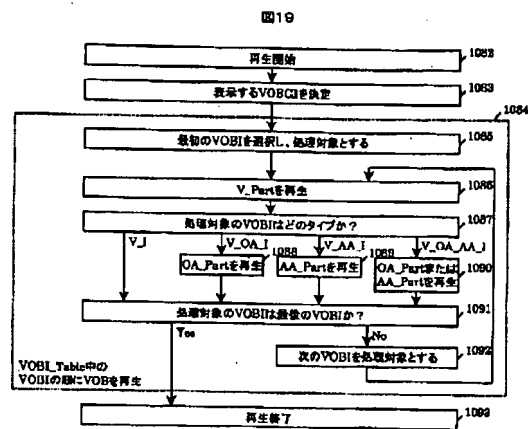 図19
再生開始
1082
表示するVOBGIを決定
1083
1084
最初のVOBIを選択し、処理対象とする
1085
V_Partを再生
1086
処理対象のVOBIはどのタイプか？
1087
V_I
V_OA_I
1088
V_AA_I
1089
V_OA_AA_I
OA_Partを再生
AA_Partを再生
OA_Partまたは
AA_Partを再生
1090
処理対象のVOBIは最後のVOBIか？
1091
Yes
No
次のVOBIを処理対象とする
1092
VOBI_Table中の
VOBIの順にVOBを再生
再生終了
1093